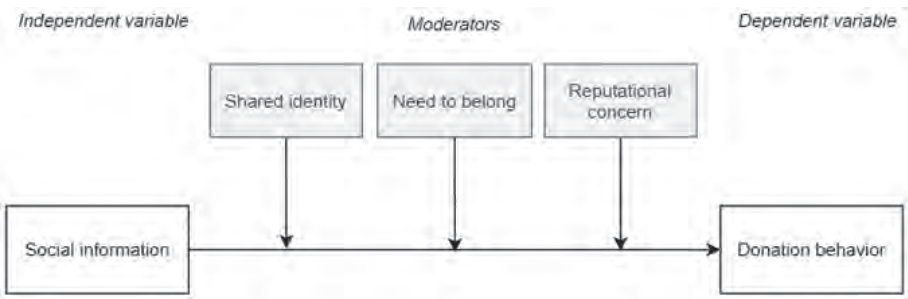 Independent variable
Moderators
Dependent variable
Shared identity
Need to belong
Reputational
concern
Social information
Donation behavior